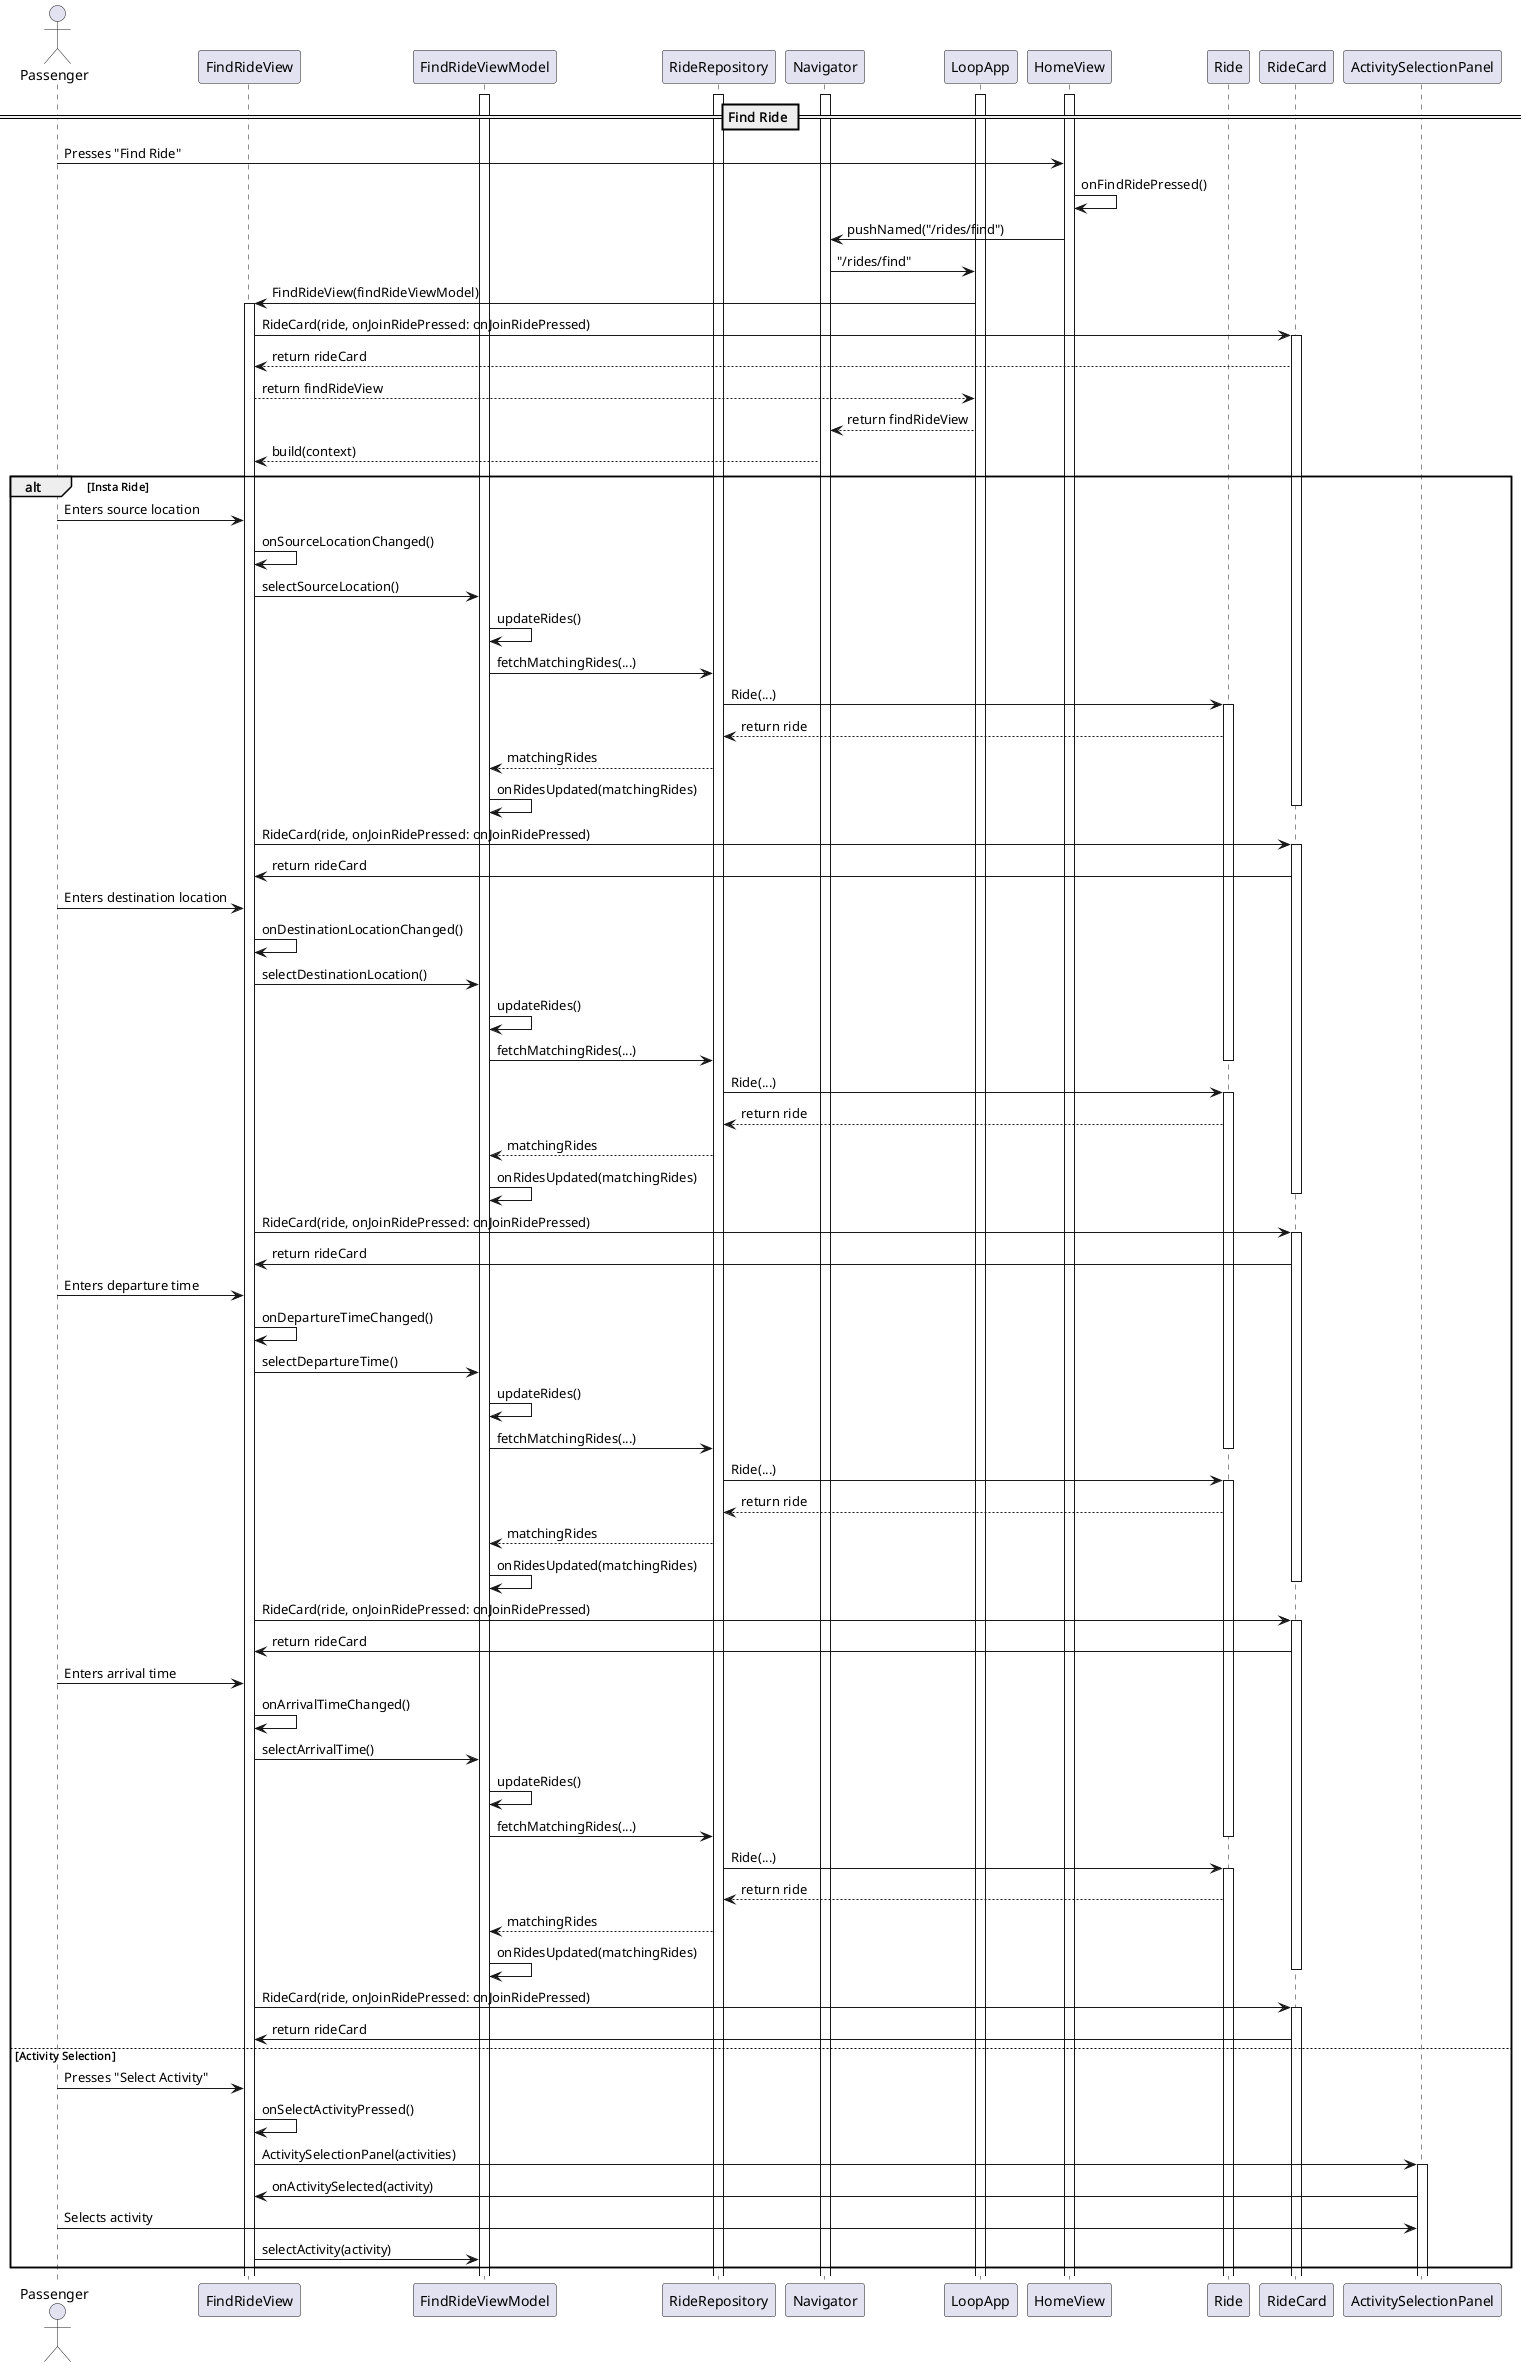 Passenger
FindRideView
FindRideViewModel
RideRepository
Navigator
LoopApp
HomeView
Ride
RideCard
ActivitySelectionPanel
Find Ride
Presses "Find Ride"
onFindRidePressed()
pushNamed("/rides/find")
"/rides/find"
FindRideView(findRideViewModel)
RideCard(ride, onJoinRidePressed: onJoinRidePressed)
return rideCard
return findRideView
return findRideView
build(context)
alt [Insta Ride]
Enters source location
onSourceLocationChanged()
selectSourceLocation()
updateRides()
fetchMatchingRides(...)
Ride(...)
return ride
matchingRides
onRidesUpdated(matchingRides)
RideCard(ride, onJoinRidePressed: onJoinRidePressed)
return rideCard
Enters destination location
onDestinationLocationChanged()
selectDestinationLocation()
updateRides()
fetchMatchingRides(...)
Ride(...)
return ride
matchingRides
onRidesUpdated(matchingRides)
RideCard(ride, onJoinRidePressed: onJoinRidePressed)
return rideCard
Enters departure time
onDepartureTimeChanged()
selectDepartureTime()
updateRides()
fetchMatchingRides(...)
Ride(...)
return ride
matchingRides
onRidesUpdated(matchingRides)
RideCard(ride, onJoinRidePressed: onJoinRidePressed)
return rideCard
Enters arrival time
onArrivalTimeChanged()
selectArrivalTime()
updateRides()
fetchMatchingRides(...)
Ride(...)
return ride
matchingRides
onRidesUpdated(matchingRides)
RideCard(ride, onJoinRidePressed: onJoinRidePressed)
return rideCard
[Activity Selection]
Presses "Select Activity"
onSelectActivityPressed()
ActivitySelectionPanel(activities)
onActivitySelected(activity)
Selects activity
selectActivity(activity)
Passenger
FindRideView
FindRideViewModel
RideRepository
Navigator
LoopApp
HomeView
Ride
RideCard
ActivitySelectionPanel